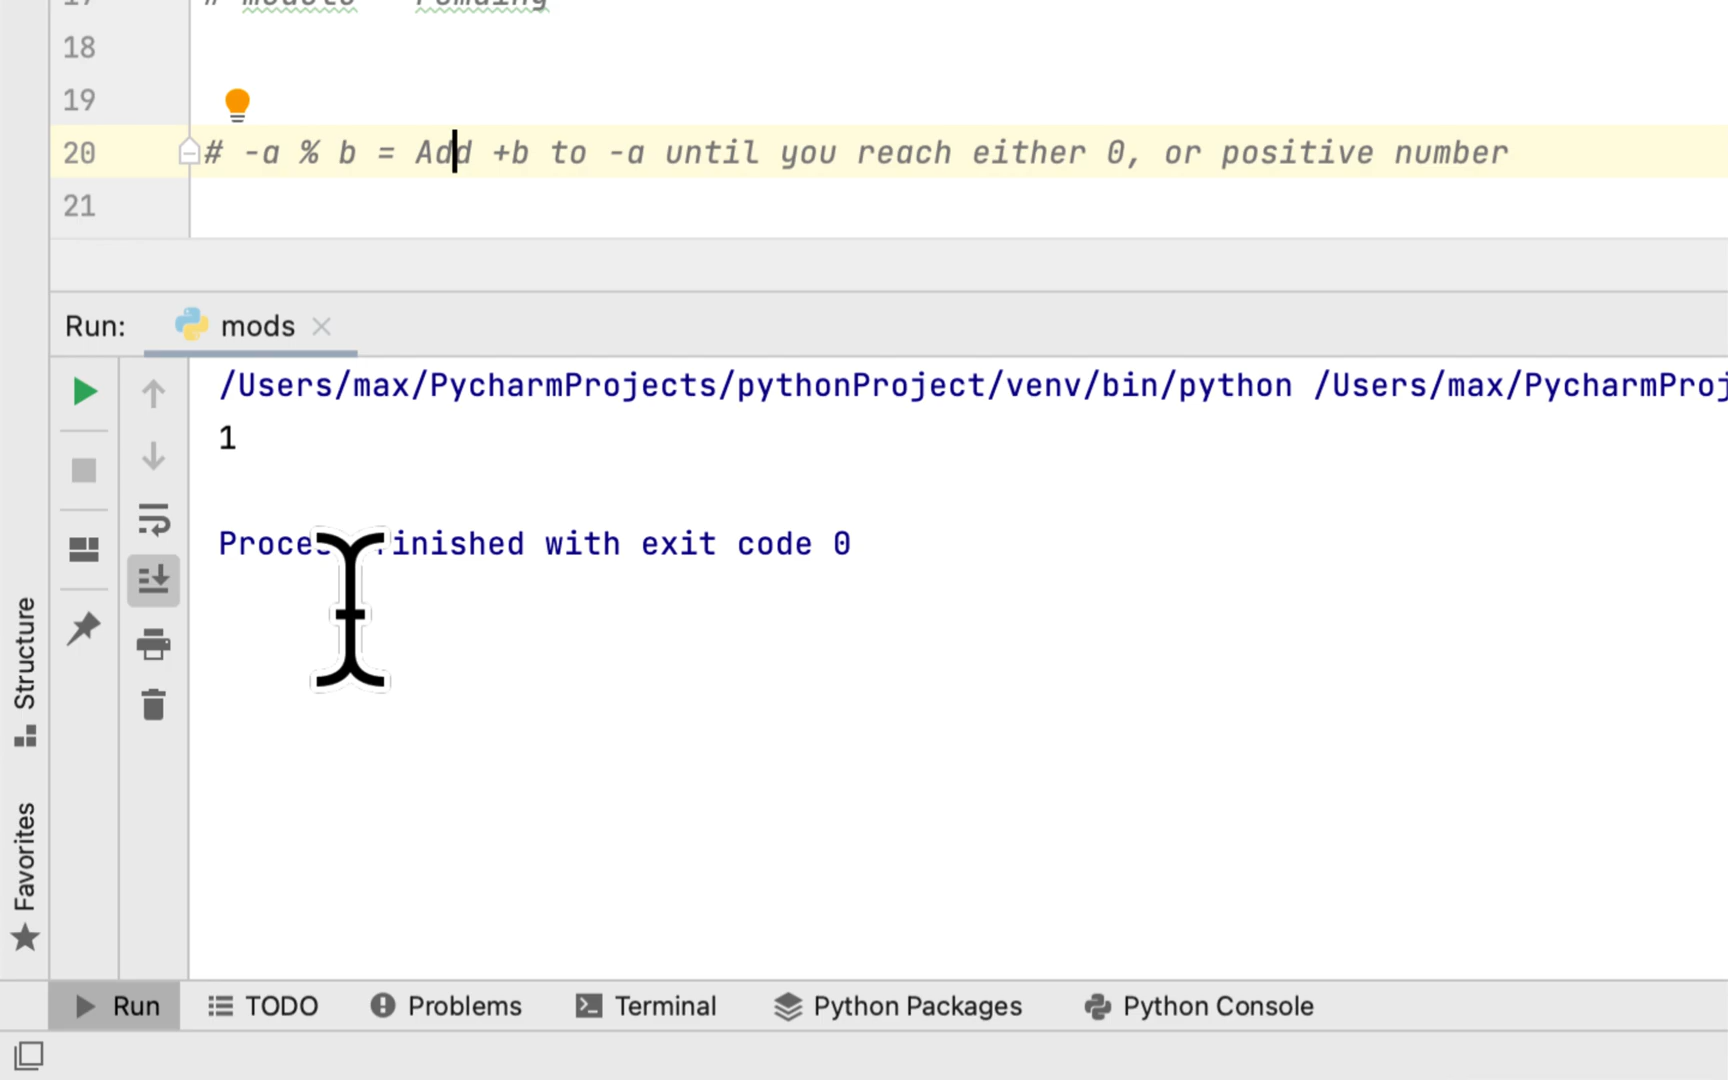 18
19
20 # -a % b = Add +b to -a until you reach either 0, or positive number
21
Run: mods
/Users/max/PycharmProjects/pythonProject/venv/bin/python /Users/max/PycharmProj
1
finished with exit code 0
Structure
Favorites
Run TODO Problems Terminal Python Packages Python Console